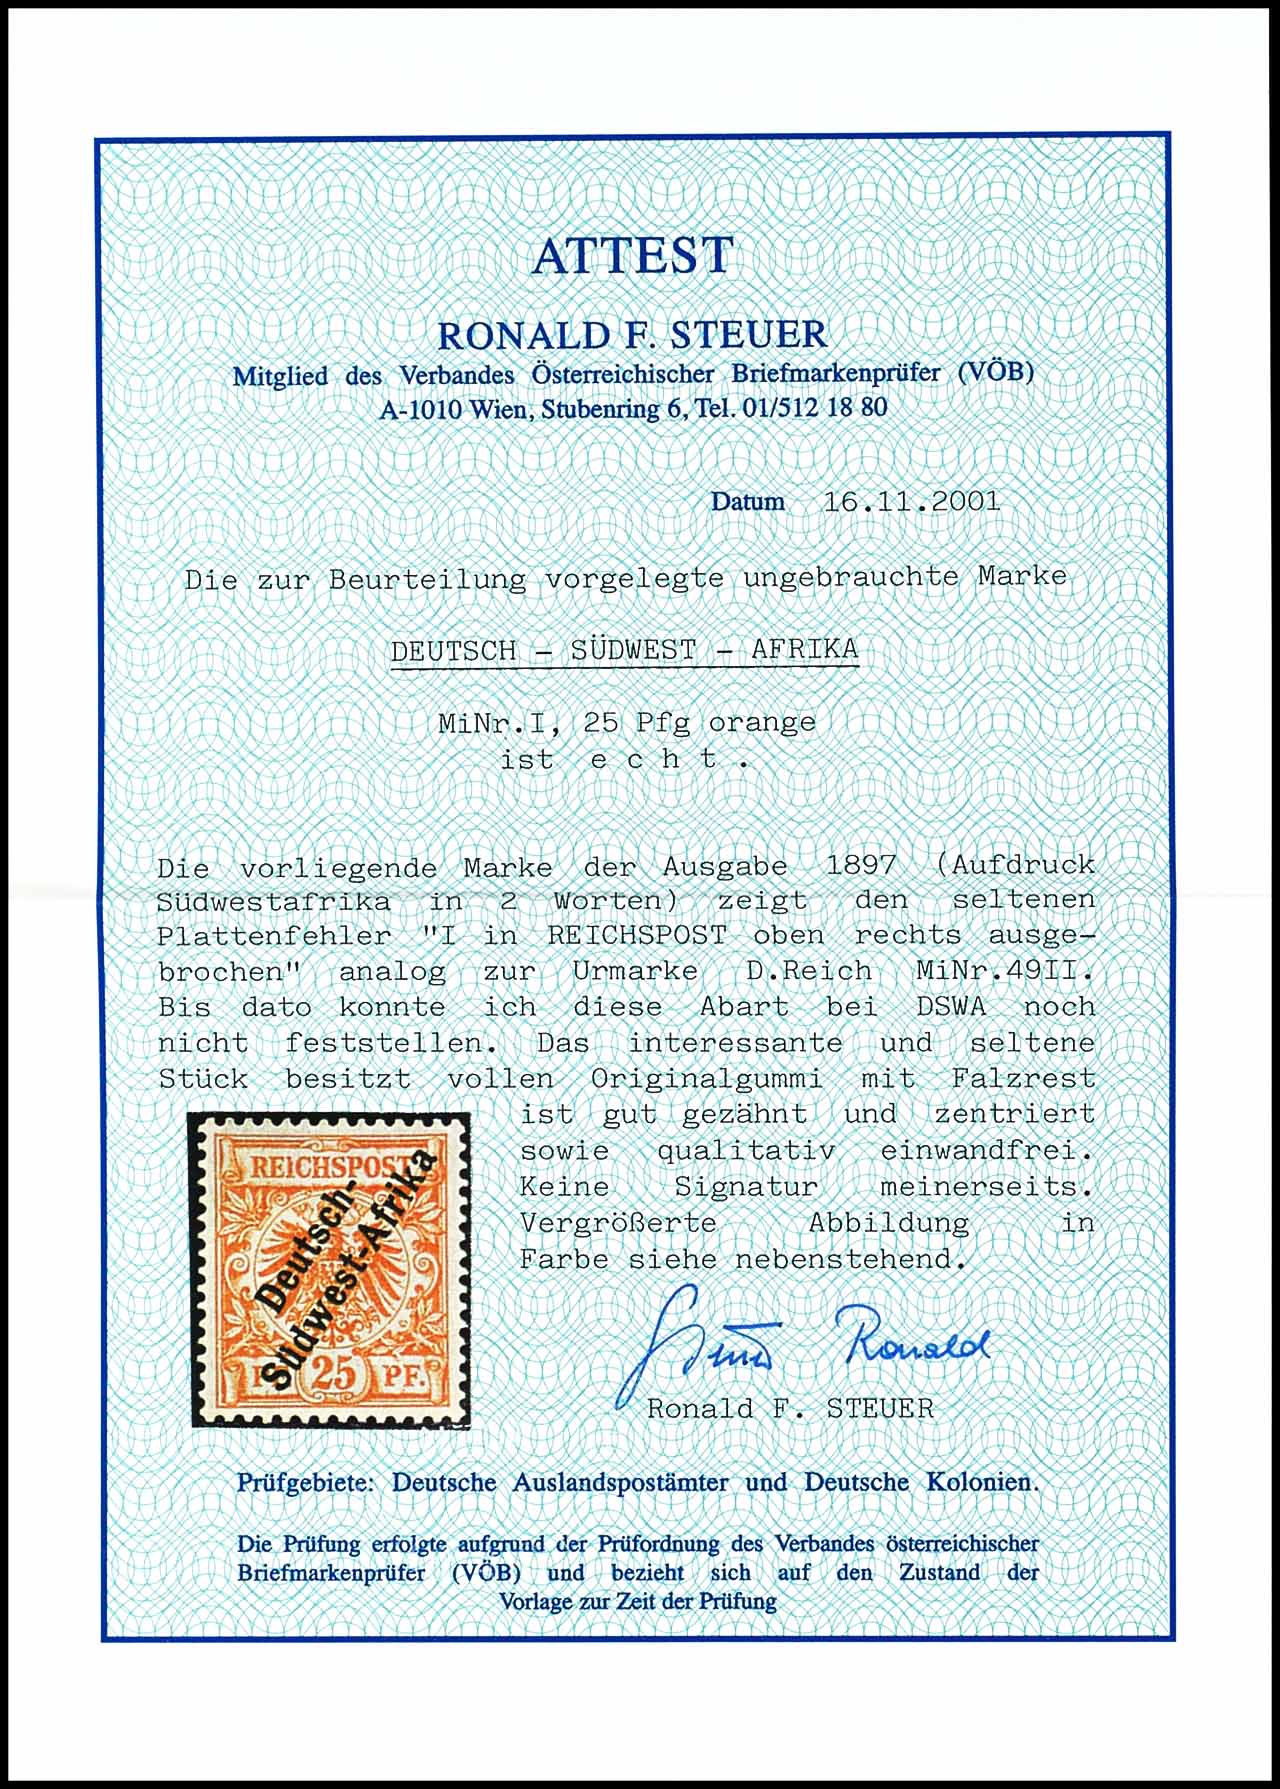 ATTEST
RONALD F. STEUER
Mitglied des Verbandes Österreichischer Briefmarkenprüfer (VÖB)
A-1010 Wien, Stubenring 6, Tel. 01/512 18 80
Datum 16.11.2001
Die zur Beurteilung vorgelegte ungebrauchte Marke
DEUTSCH – SÜDWEST – AFRIKA
MiNr.I, 25 Pfg orange
ist e c h t .
Die vorliegende Marke der Ausgabe 1897 (Aufdruck
Südwestafrika in 2 Worten) zeigt den seltenen
Plattenfehler "I in REICHSPOST oben rechts ausge-
brochen" analog zur Urmarke D.Reich MiNr.49II.
Bis dato konnte ich diese Abart bei DSWA noch
nicht feststellen. Das interessante und seltene
Stück besitzt vollen Originalgummi mit Falzrest
ist gut gezähnt und zentriert
sowie qualitativ einwandfrei.
Keine Signatur meinerseits.
Vergrößerte Abbildung in
Farbe siehe nebenstehend.
REICHSPOST
Deutsch-
Südwest-Afrika
25 PF.
Steuer Ronald
Ronald F. STEUER
Prüfgebiete: Deutsche Auslandspostämter und Deutsche Kolonien.
Die Prüfung erfolgte aufgrund der Prüfordnung des Verbandes österreichischer
Briefmarkenprüfer (VÖB) und bezieht sich auf den Zustand der
Vorlage zur Zeit der Prüfung